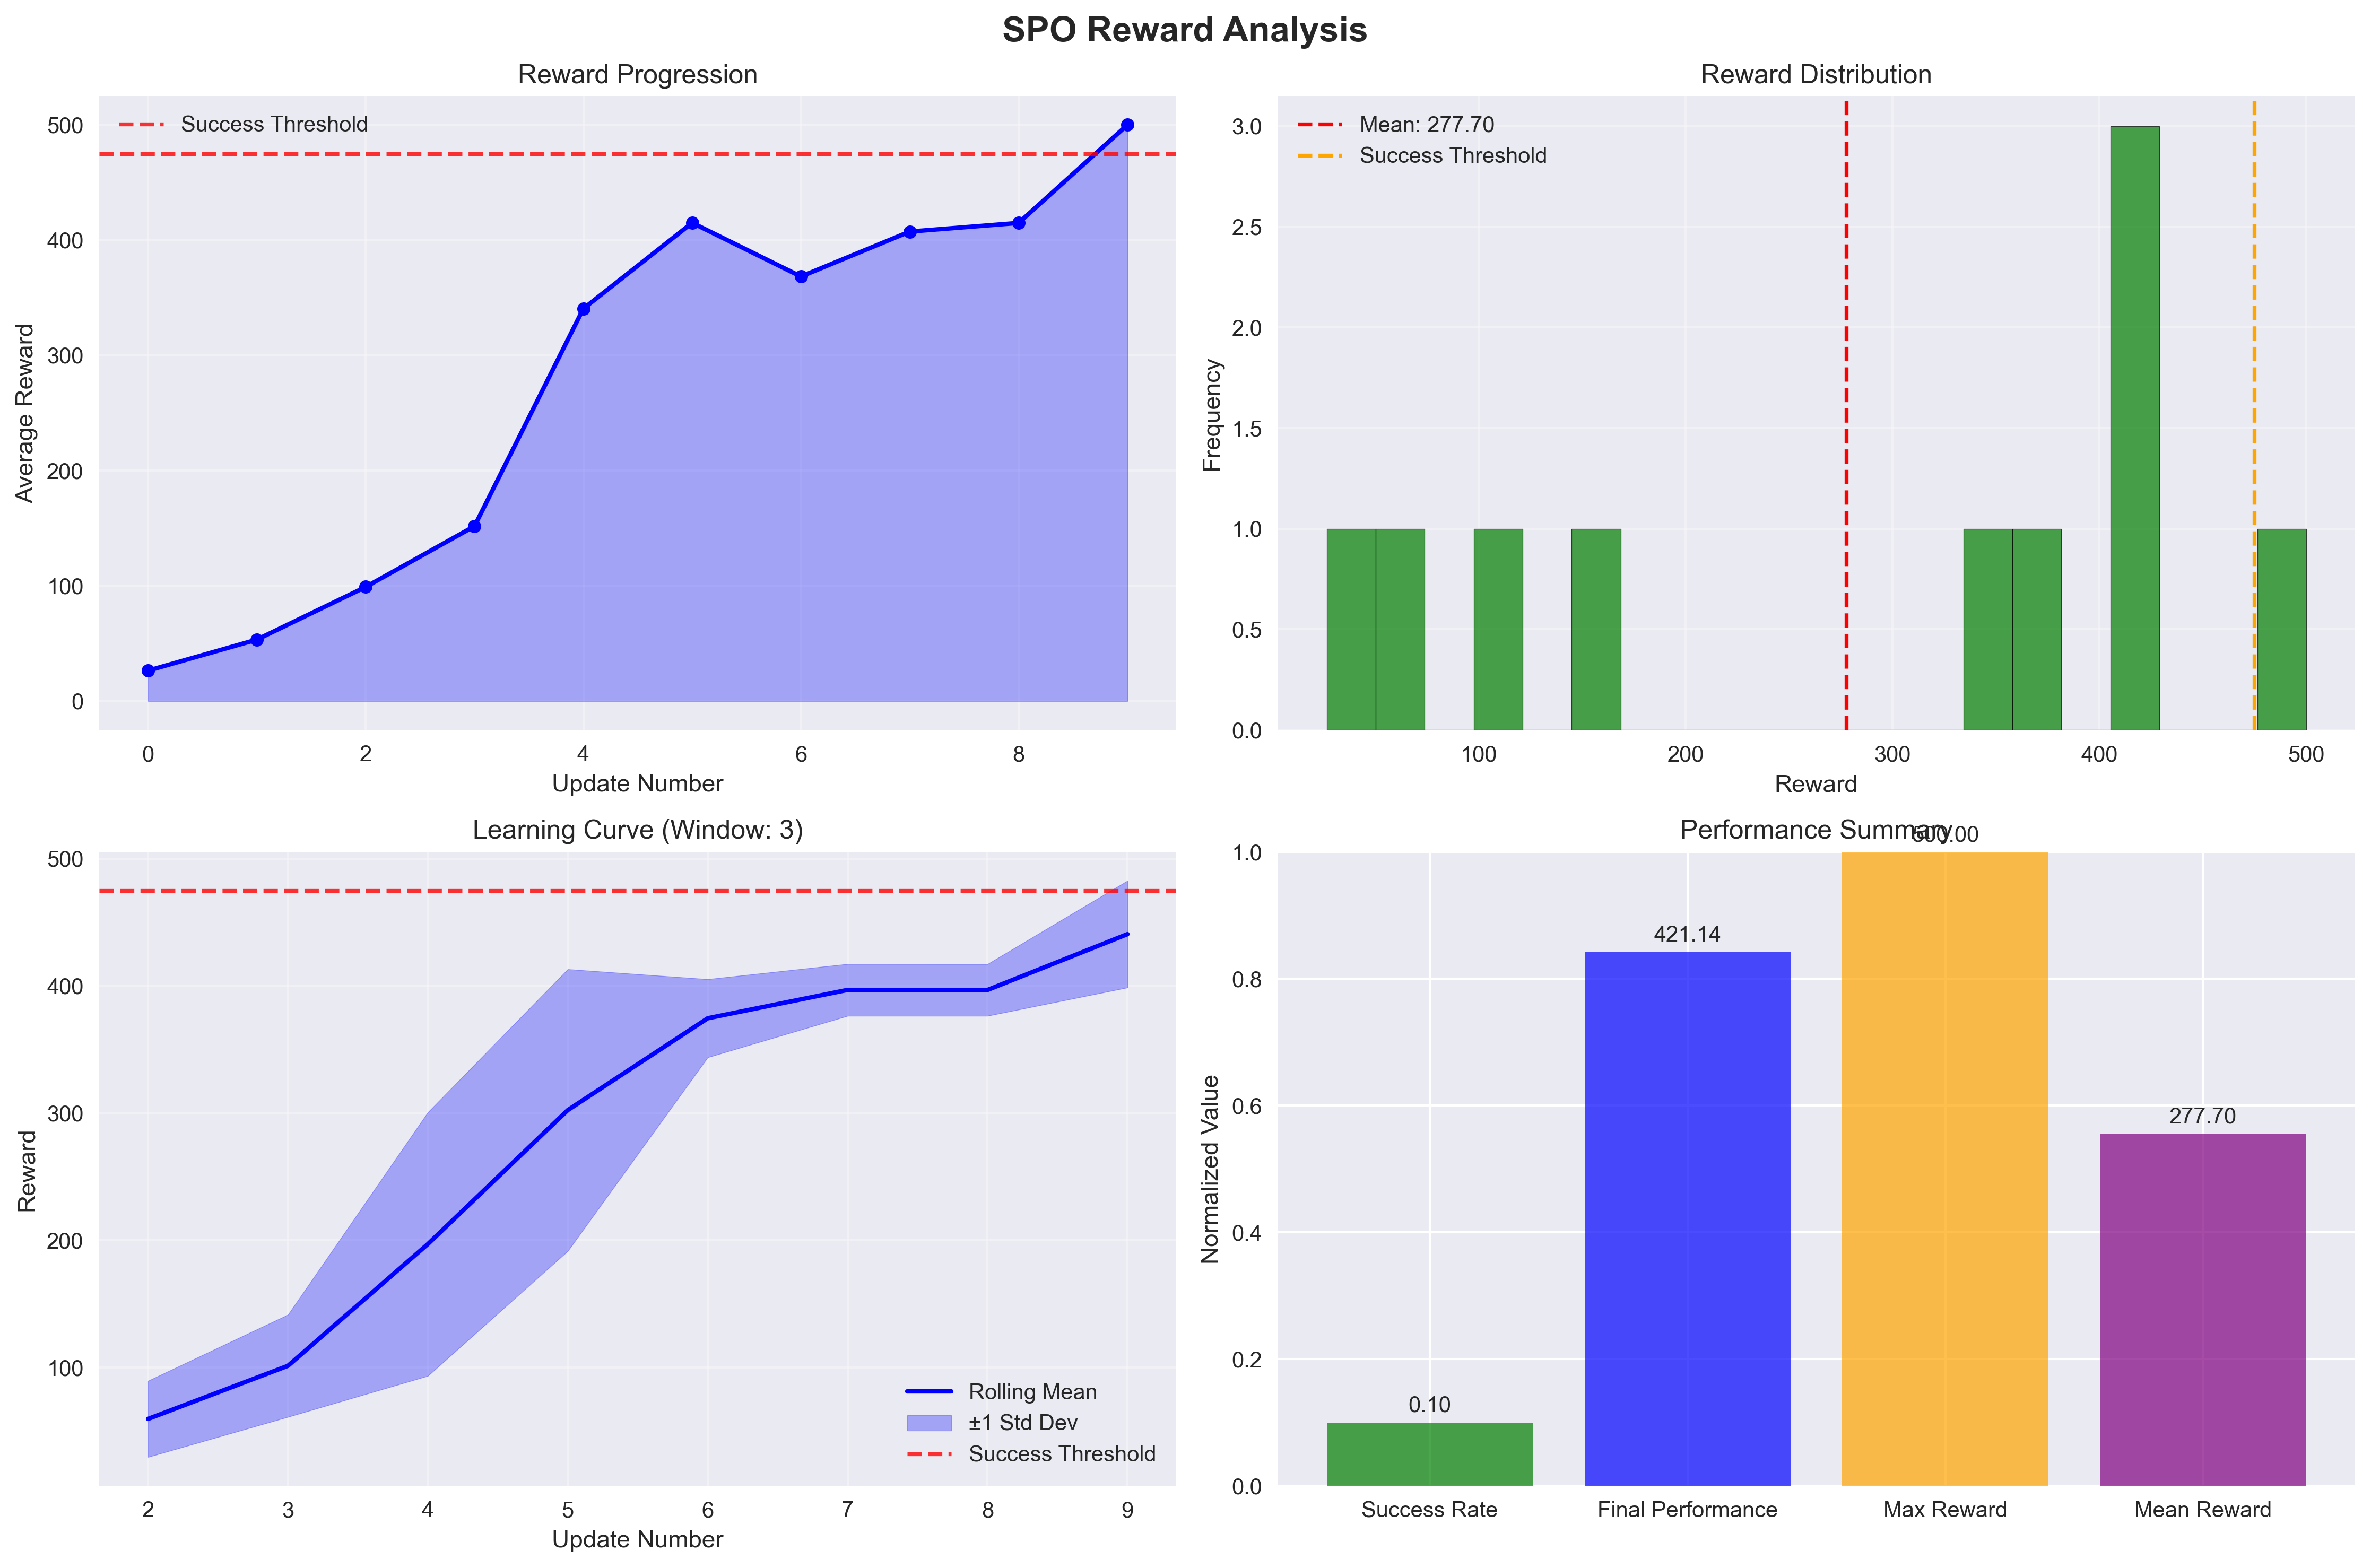 SPO Reward Analysis
Reward Progression
Success Threshold
500
400
300
200
100
0
Average Reward
0 2 4 6 8
Update Number
Reward Distribution
Mean: 277.70
Success Threshold
3.0
2.5
2.0
1.5
1.0
0.5
0.0
Frequency
100 200 300 400 500
Reward
Learning Curve (Window: 3)
500
400
300
200
100
Reward
Rolling Mean
±1 Std Dev
Success Threshold
2 3 4 5 6 7 8 9
Update Number
Performance Summary
500.00
1.0
0.8
0.6
0.4
0.2
0.0
Normalized Value
421.14
277.70
0.10
Success Rate Final Performance Max Reward Mean Reward